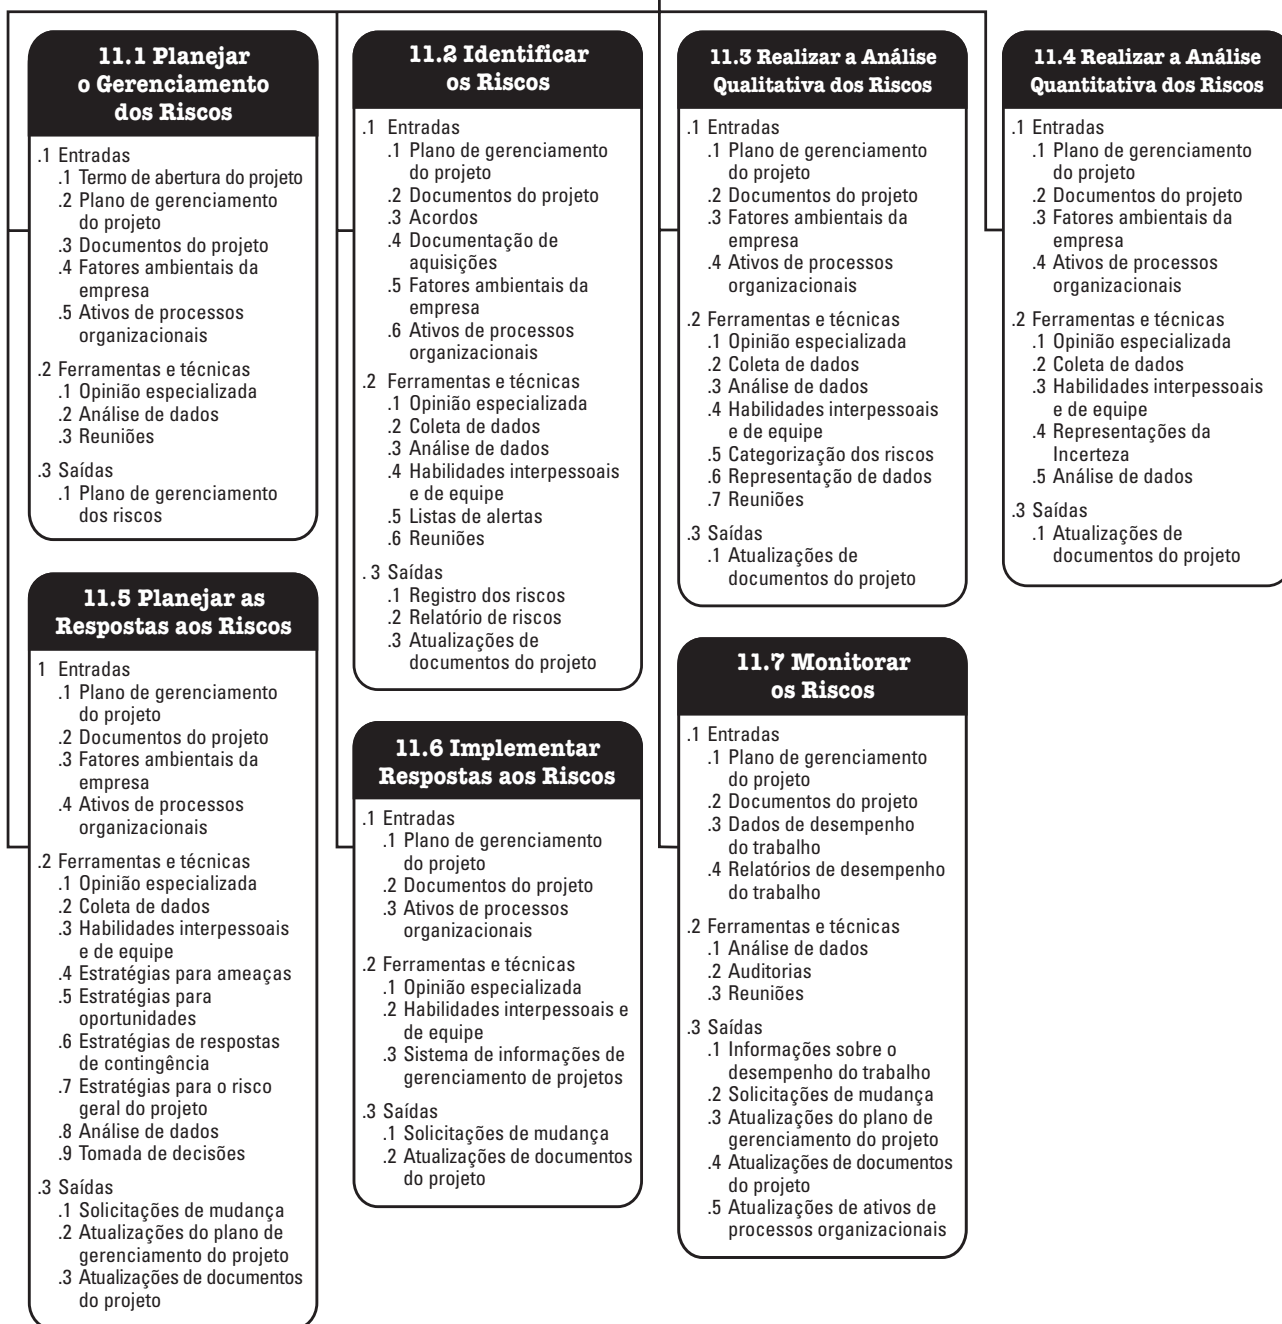 11.1 Planejar
o Gerenciamento
dos Riscos
.1 Entradas
.1 Termo de abertura do projeto
.2 Plano de gerenciamento
do projeto
.3 Documentos do projeto
.4 Fatores ambientais da
empresa
.5 Ativos de processos
organizacionais
.2 Ferramentas e técnicas
.1 Opinião especializada
.2 Análise de dados
.3 Reuniões
.3 Saídas
.1 Plano de gerenciamento
dos riscos
11.2 Identificar
os Riscos
.1 Entradas
.1 Plano de gerenciamento
do projeto
.2 Documentos do projeto
.3 Acordos
.4 Documentação de
aquisições
.5 Fatores ambientais da
empresa
.6 Ativos de processos
organizacionais
.2 Ferramentas e técnicas
.1 Opinião especializada
.2 Coleta de dados
.3 Análise de dados
.4 Habilidades interpessoais
e de equipe
.5 Listas de alertas
.6 Reuniões
. 3 Saídas
.1 Registro dos riscos
.2 Relatório de riscos
.3 Atualizações de
documentos do projeto
11.3 Realizar a Análise
Qualitativa dos Riscos
.1 Entradas
.1 Plano de gerenciamento
do projeto
.2 Documentos do projeto
.3 Fatores ambientais da
empresa
.4 Ativos de processos
organizacionais
.2 Ferramentas e técnicas
.1 Opinião especializada
.2 Coleta de dados
.3 Análise de dados
.4 Habilidades interpessoais
e de equipe
.5 Categorização dos riscos
.6 Representação de dados
.7 Reuniões
.3 Saídas
.1 Atualizações de
documentos do projeto
11.4 Realizar a Análise
Quantitativa dos Riscos
.1 Entradas
.1 Plano de gerenciamento
do projeto
.2 Documentos do projeto
.3 Fatores ambientais da
empresa
.4 Ativos de processos
organizacionais
.2 Ferramentas e técnicas
.1 Opinião especializada
.2 Coleta de dados
.3 Habilidades interpessoais
e de equipe
.4 Representações da
Incerteza
.5 Análise de dados
.3 Saídas
.1 Atualizações de
documentos do projeto
11.5 Planejar as
Respostas aos Riscos
1 Entradas
.1 Plano de gerenciamento
do projeto
.2 Documentos do projeto
.3 Fatores ambientais da
empresa
.4 Ativos de processos
organizacionais
.2 Ferramentas e técnicas
.1 Opinião especializada
.2 Coleta de dados
.3 Habilidades interpessoais
e de equipe
.4 Estratégias para ameaças
.5 Estratégias para
oportunidades
.6 Estratégias de respostas
de contingência
.7 Estratégias para o risco
geral do projeto
.8 Análise de dados
.9 Tomada de decisões
.3 Saídas
.1 Solicitações de mudança
.2 Atualizações do plano de
gerenciamento do projeto
.3 Atualizações de documentos
do projeto
11.6 Implementar
Respostas aos Riscos
.1 Entradas
.1 Plano de gerenciamento
do projeto
.2 Documentos do projeto
.3 Ativos de processos
organizacionais
.2 Ferramentas e técnicas
.1 Opinião especializada
.2 Habilidades interpessoais e
de equipe
.3 Sistema de informações de
gerenciamento de projetos
.3 Saídas
.1 Solicitações de mudança
.2 Atualizações de documentos
do projeto
11.7 Monitorar
os Riscos
.1 Entradas
.1 Plano de gerenciamento
do projeto
.2 Documentos do projeto
.3 Dados de desempenho
do trabalho
.4 Relatórios de desempenho
do trabalho
.2 Ferramentas e técnicas
.1 Análise de dados
.2 Auditorias
.3 Reuniões
.3 Saídas
.1 Informações sobre o
desempenho do trabalho
.2 Solicitações de mudança
.3 Atualizações do plano de
gerenciamento do projeto
.4 Atualizações de documentos
do projeto
.5 Atualizações de ativos de
processos organizacionais